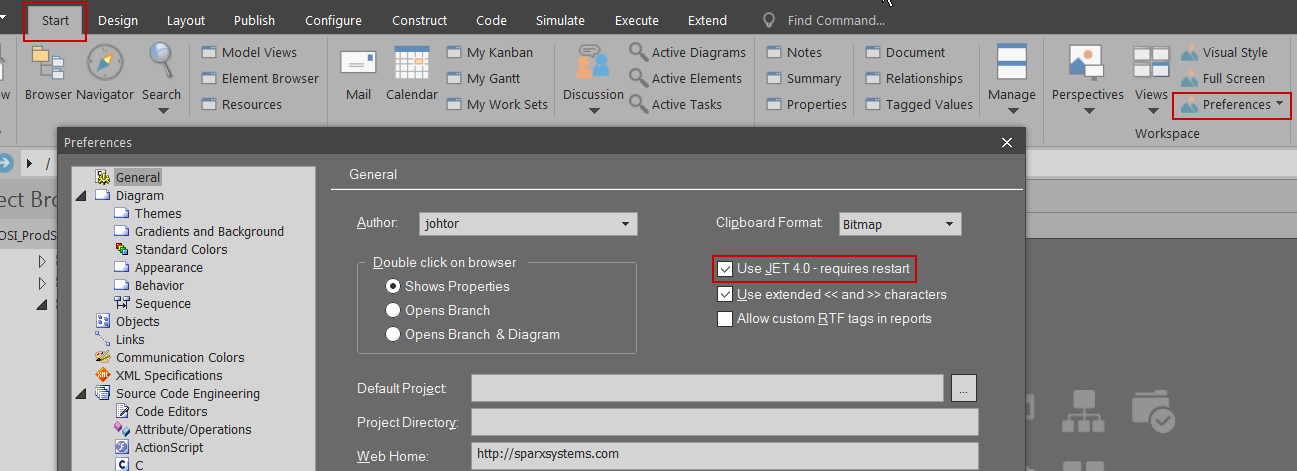 Start Design Layout Publish Configure Construct Code Simulate Execute Extend Find Command...
Model Views My Kanban Active Diagrams Notes Document Visual Style
Element Browser My Gantt Active Elements Summary Relationships Full Screen
Browser Navigator Search Mail Calendar Discussion Manage Perspectives Views
Resources My Work Sets Active Tasks Properties Tagged Values Preferences
Workspace
Preferences
/
General
General
Diagram
Themes
Gradients and Background
Standard Colors
Appearance
Behavior
Sequence
Objects
Links
Communication Colors
XML Specifications
Source Code Engineering
Code Editors
Attribute/Operations
ActionScript
C
Author: johtor Clipboard Format: Bitmap
Double click on browser
Shows Properties
Opens Branch
Opens Branch & Diagram
Use JET 4.0 - requires restart
Use extended << and >> characters
Allow custom RTF tags in reports
Default Project: ...
Project Directory:
Web Home: http://sparxsystems.com
ect Bro
OSI_ProdS